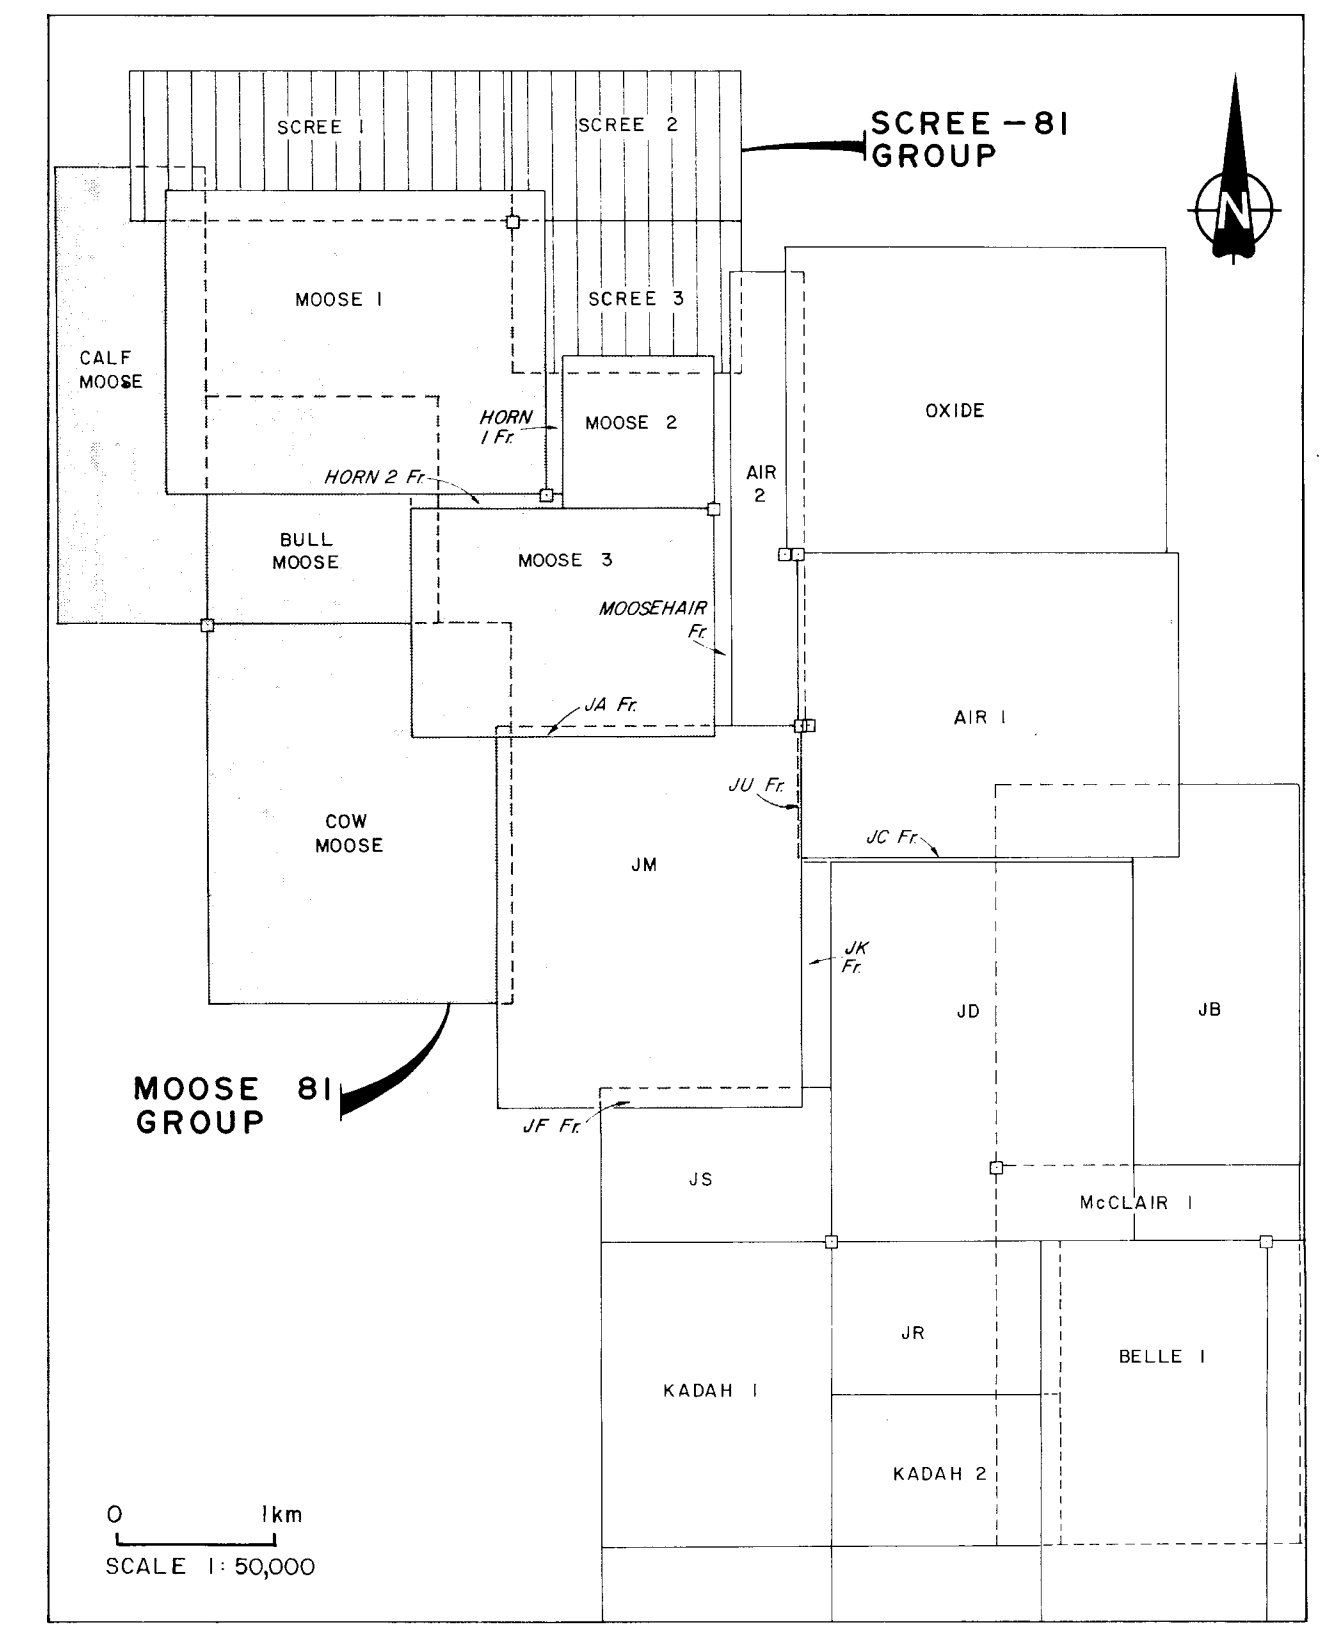 SCREE 1
SCREE 2
SCREE-81
GROUP
N
MOOSE 1
SCREE 3
CALF
MOOSE
HORN
1 Fr.
MOOSE 2
OXIDE
HORN 2 Fr.
AIR
2
BULL
MOOSE
MOOSE 3
MOOSEHAIR
Fr.
JA Fr.
AIR 1
JU Fr.
COW
MOOSE
JC Fr.
JM
JK
Fr.
JD
JB
MOOSE 81
GROUP
JF Fr.
JS
McCLAIR 1
JR
BELLE 1
KADAH 1
KADAH 2
0 1km
SCALE 1:50,000